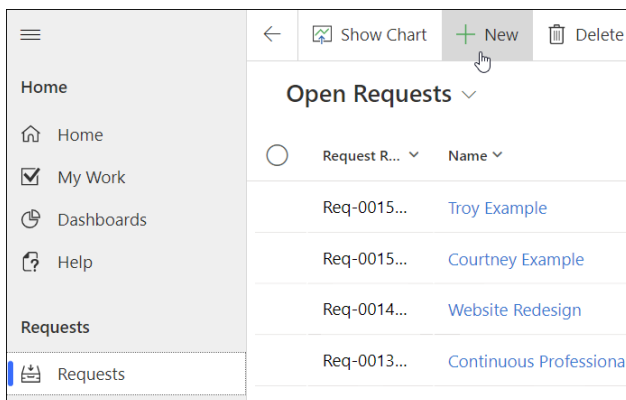 Show Chart New Delete
Home
Open Requests
Home
Request R... Name
My Work
Req-0015... Troy Example
Dashboards
Req-0015... Courtney Example
Help
Req-0014... Website Redesign
Requests
Req-0013... Continuous Professiona
Requests